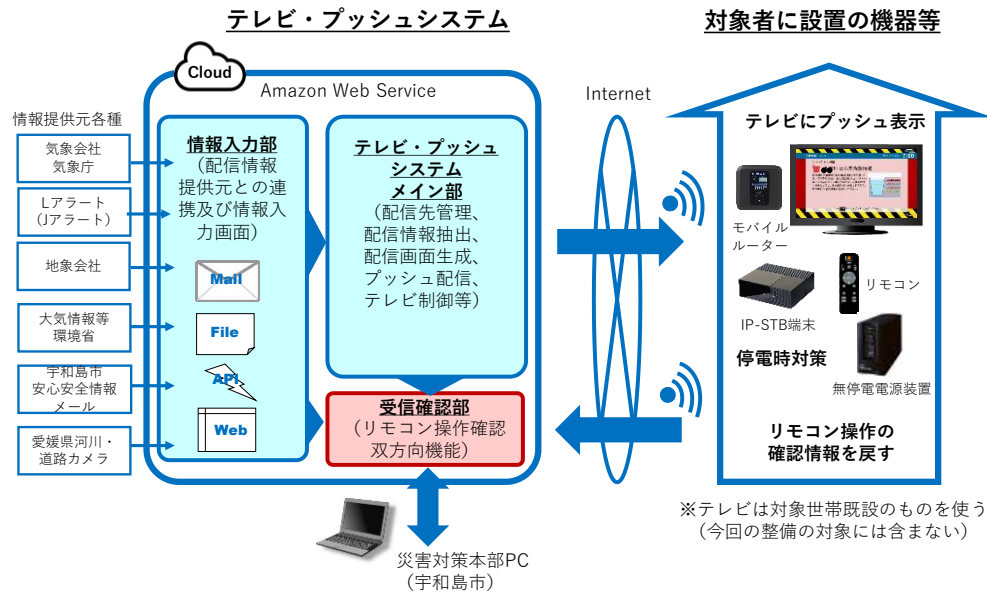 テレビ・プッシュシステム
対象者に設置の機器等
Cloud
Amazon Web Service
Internet
情報提供元各種
気象会社
気象庁
Lアラート
(Jアラート)
地象会社
大気情報等
環境省
宇和島市
安心安全情報
メール
愛媛県河川・
道路カメラ
情報入力部
(配信情報
提供元との連
携及び情報入
力画面)
Mail
File
API
Web
テレビ・プッシュ
システム
メイン部
(配信先管理、
配信情報抽出、
配信画面生成、
プッシュ配信、
テレビ制御等)
受信確認部
(リモコン操作確認
双方向機能)
災害対策本部PC
(宇和島市)
テレビにプッシュ表示
7:00
モバイル
ルーター
リモコン
IP-STB端末
停電時対策
無停電電源装置
リモコン操作の
確認情報を戻す
※テレビは対象世帯既設のものを使う
(今回の整備の対象には含まない)